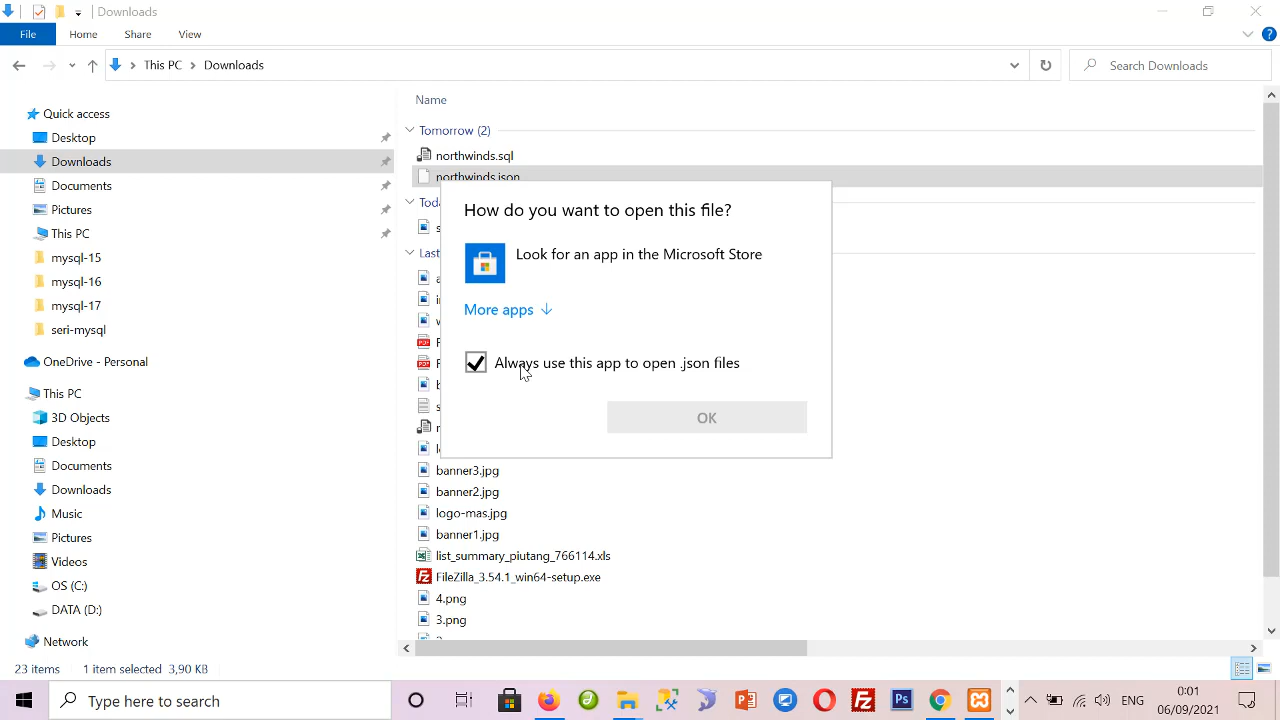 Downloads
File Home Share View
This PC Downloads Search Downloads
Quick access
Desktop
Downloads
Documents
Pictures
This PC
mysql-15
mysql-16
mysql-17
seri-mysql
OneDrive - Personal
This PC
3D Objects
Desktop
Documents
Downloads
Music
Pictures
Videos
OS (C:)
DATA (D:)
Network
Name
Tomorrow (2)
northwinds.sql
northwinds.json
How do you want to open this file?
Look for an app in the Microsoft Store
More apps
Always use this app to open .json files
OK
banner3.jpg
banner2.jpg
logo-mas.jpg
banner1.jpg
list_summary_piutang_766114.xls
FileZilla_3.54.1_win64-setup.exe
4.png
3.png
23 items 1 item selected 3,90 KB
Type here to search
ENG
0:01
06/09/2021